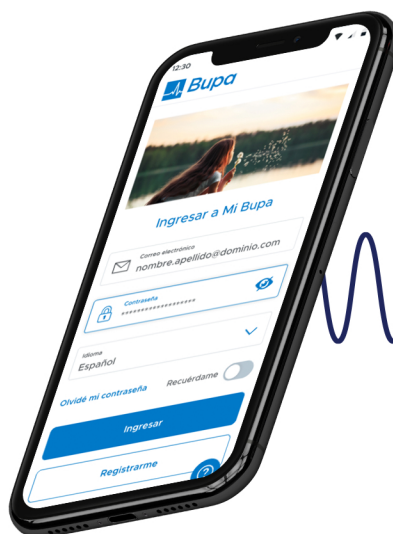 12:30
Bupa
Ingresar a Mi Bupa
Correo electrónico
nombre.apellido@dominio.com
Contraseña
******************
Idioma
Español
Olvidé mi contraseña
Recuérdame
Ingresar
Registrarme
?